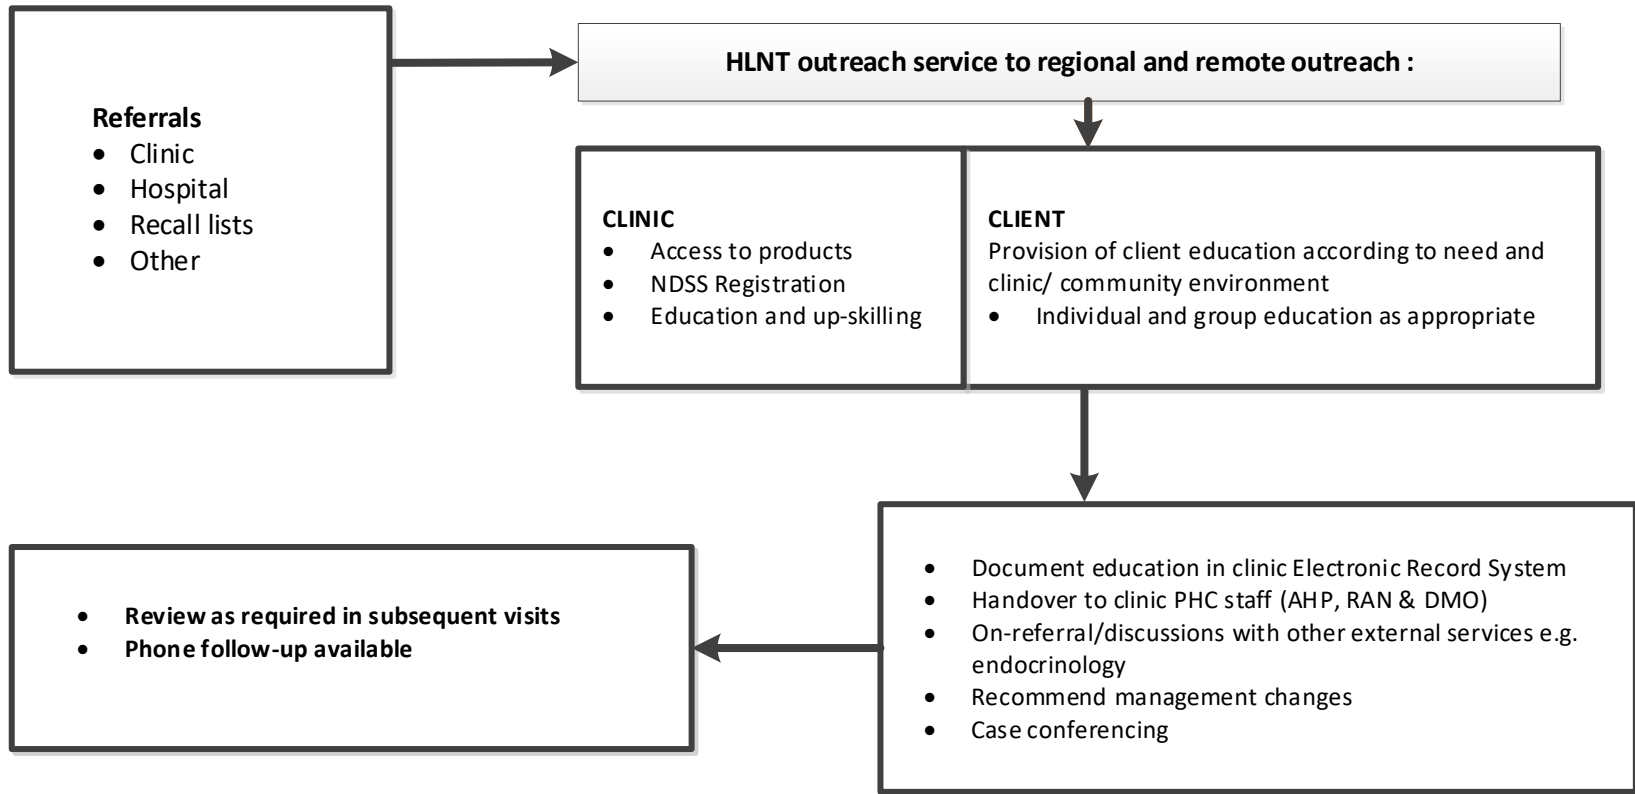 Referrals
• Clinic
• Hospital
• Recall lists
• Other
HLNT outreach service to regional and remote outreach :
CLINIC
• Access to products
• NDSS Registration
• Education and up-skilling
CLIENT
Provision of client education according to need and
clinic/ community environment
• Individual and group education as appropriate
• Document education in clinic Electronic Record System
• Handover to clinic PHC staff (AHP, RAN & DMO)
• On-referral/discussions with other external services e.g.
endocrinology
• Recommend management changes
• Case conferencing
• Review as required in subsequent visits
• Phone follow-up available